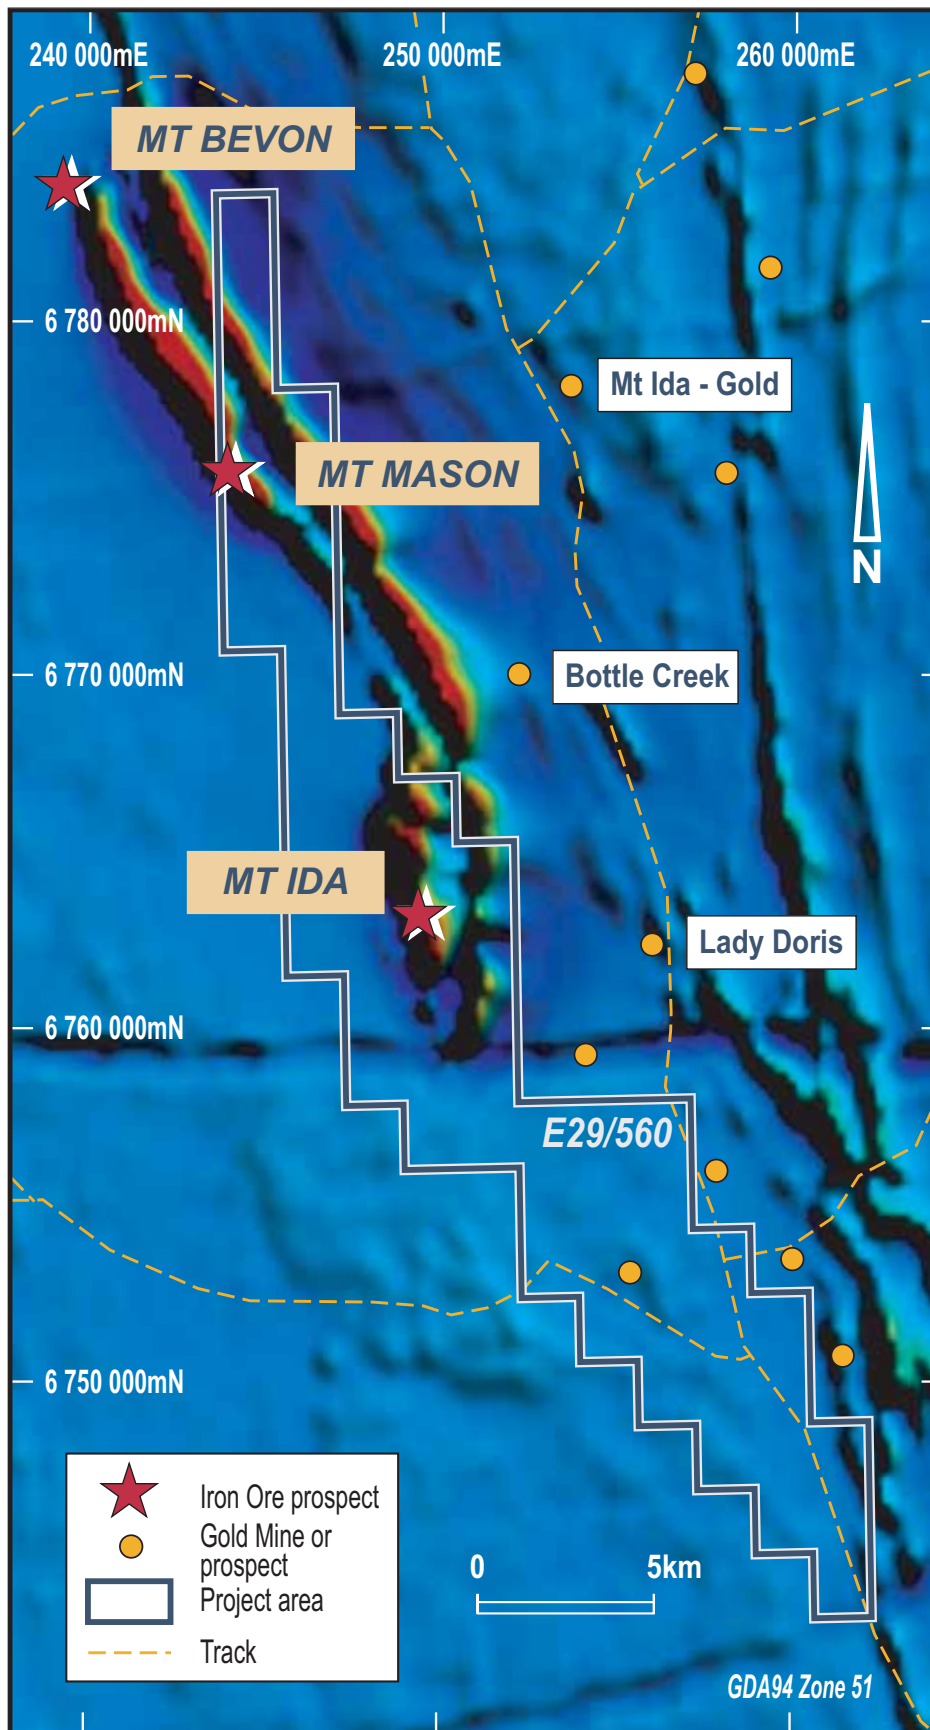 240 000mE
250 000mE
260 000mE
MT BEVON
6 780 000mN
Mt Ida - Gold
MT MASON
N
6 770 000mN
Bottle Creek
MT IDA
Lady Doris
6 760 000mN
E29/560
6 750 000mN
Iron Ore prospect
Gold Mine or
prospect
Project area
Track
0
5km
GDA94 Zone 51